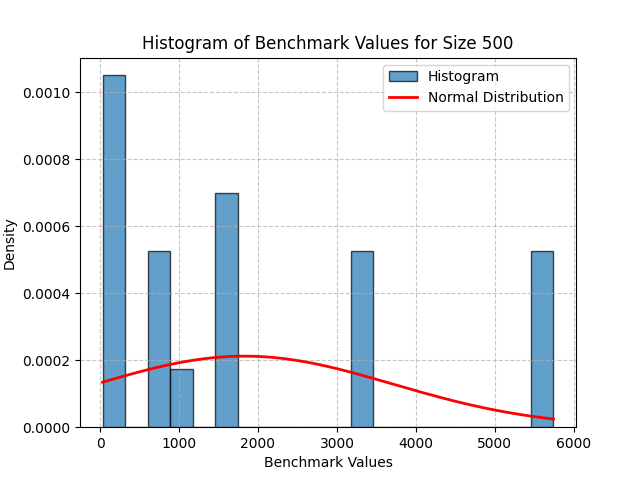 Histogram of Benchmark Values for Size 500
Histogram
Normal Distribution
0.0010
0.0008
0.0006
0.0004
0.0002
0.0000
Density
0 1000 2000 3000 4000 5000 6000
Benchmark Values